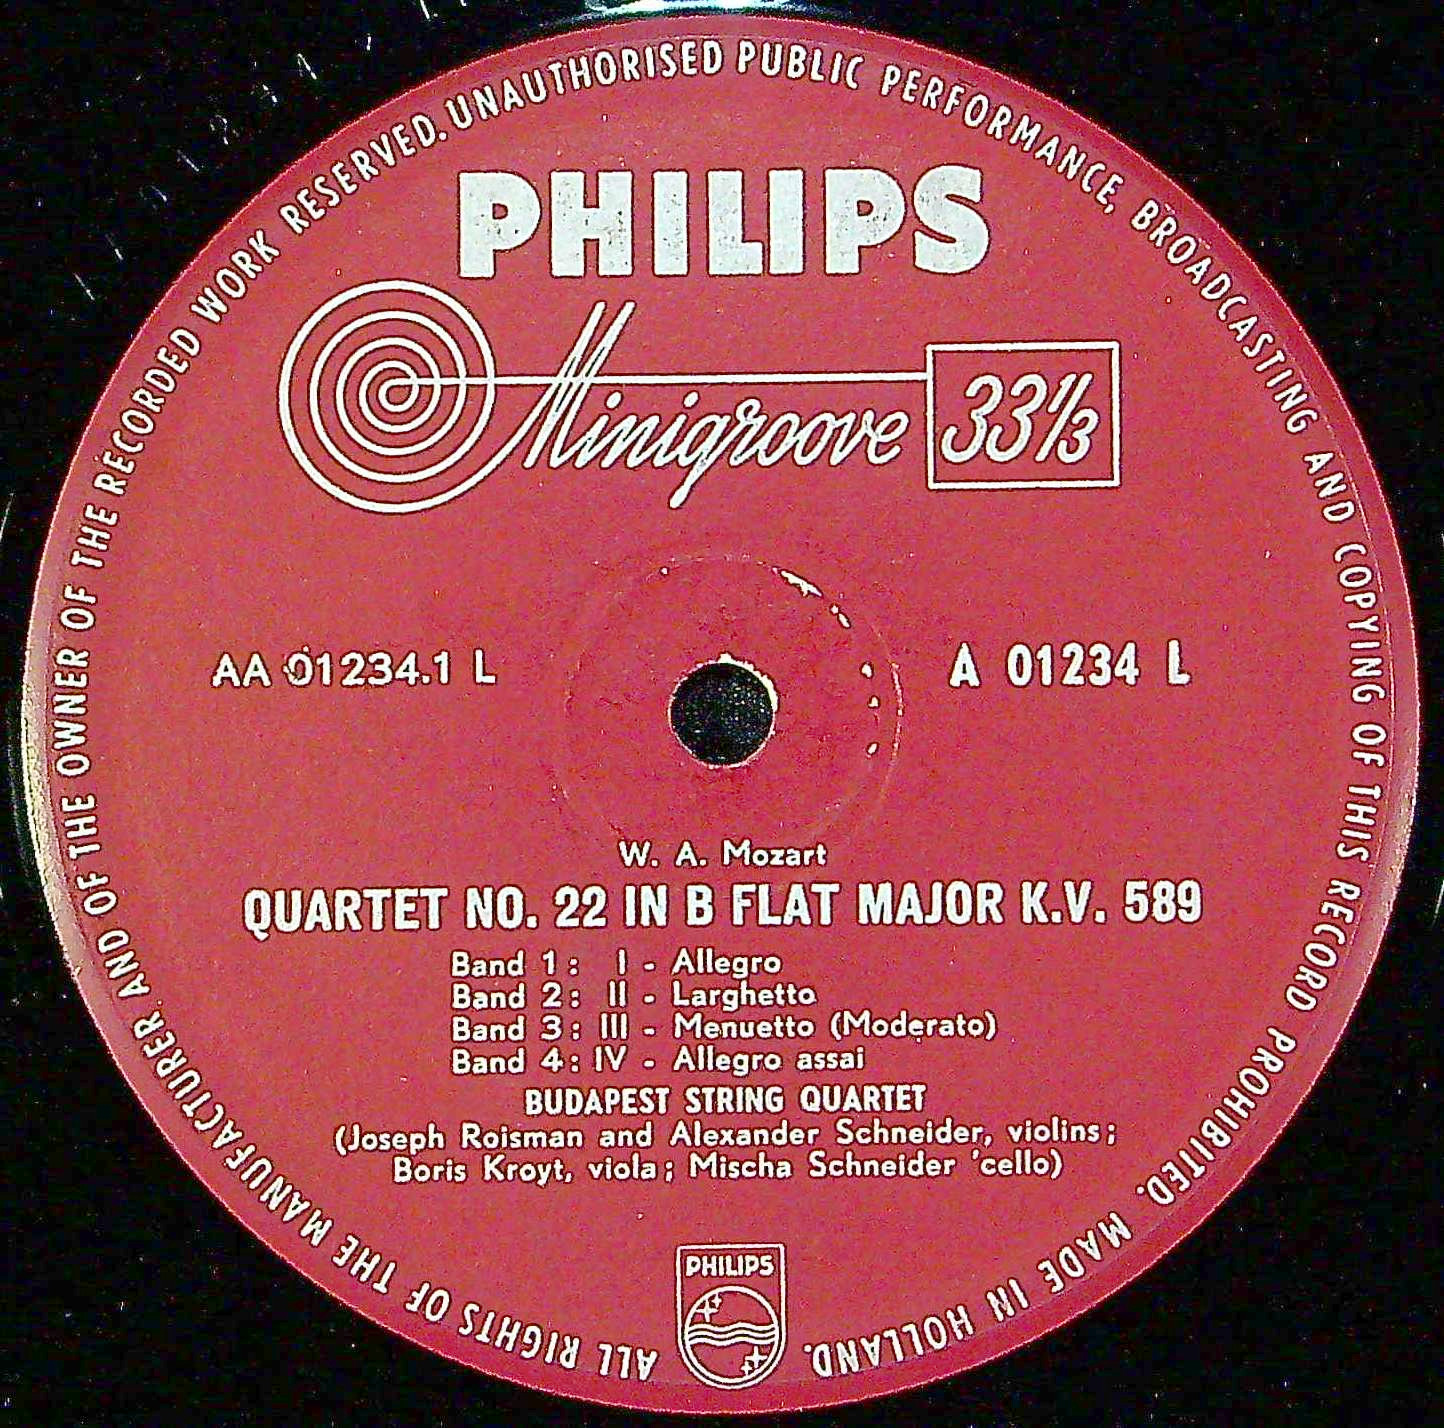 ALL RIGHTS OF THE MANUFACTURER AND OF THE OWNER OF THE RECORDED WORK RESERVED. UNAUTHORISED PUBLIC PERFORMANCE, BROADCASTING AND COPYING OF THIS RECORD PROHIBITED. MADE IN HOLLAND.
PHILIPS
Minigroove 33 1/3
AA 01234.1 L
A 01234 L
W. A. Mozart
QUARTET NO. 22 IN B FLAT MAJOR K.V. 589
Band 1: I - Allegro
Band 2: II - Larghetto
Band 3: III - Menuetto (Moderato)
Band 4: IV - Allegro assai
BUDAPEST STRING QUARTET
(Joseph Roisman and Alexander Schneider, violins;
Boris Kroyt, viola; Mischa Schneider 'cello)
PHILIPS